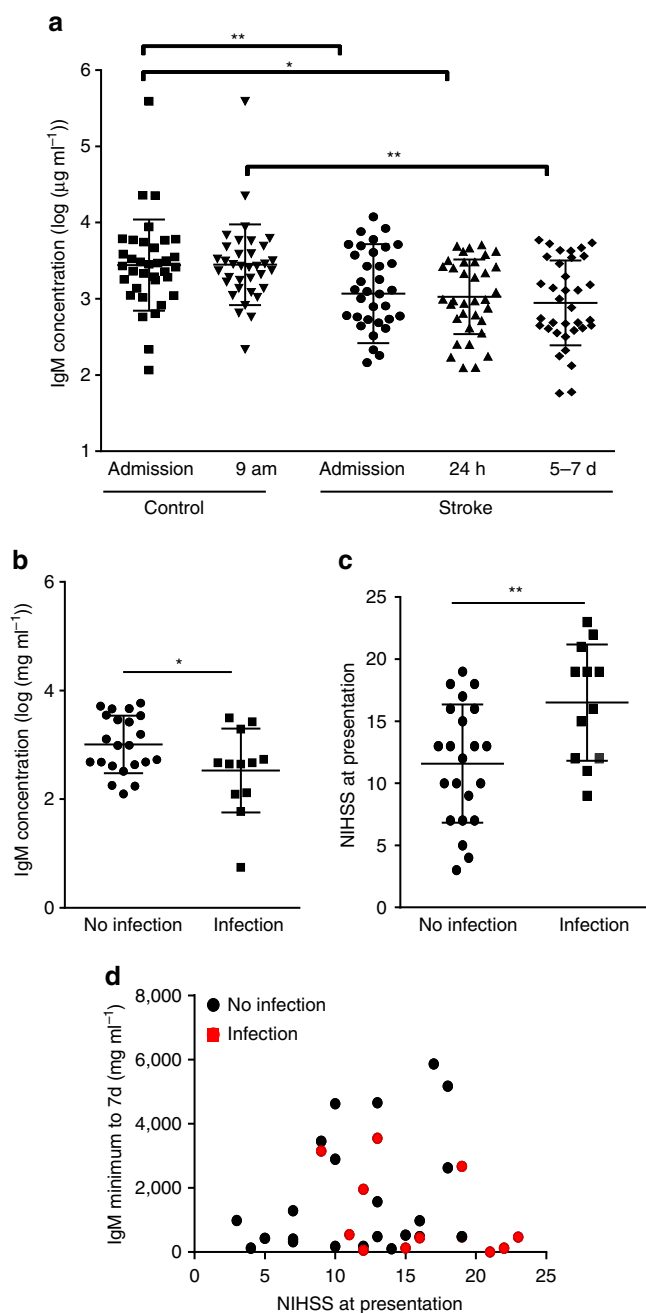 a
**
*
**
6
5
4
3
2
1
IgM concentration (log (μg ml−1))
Admission 9 am Admission 24 h 5–7 d
Control Stroke
b
6
4
2
0
IgM concentration (log (mg ml−1))
*
No infection Infection
c
25
20
15
10
5
0
NIHSS at presentation
**
No infection Infection
d
8,000
6,000
4,000
2,000
0
IgM minimum to 7d (mg ml−1)
No infection
Infection
0 5 10 15 20 25
NIHSS at presentation